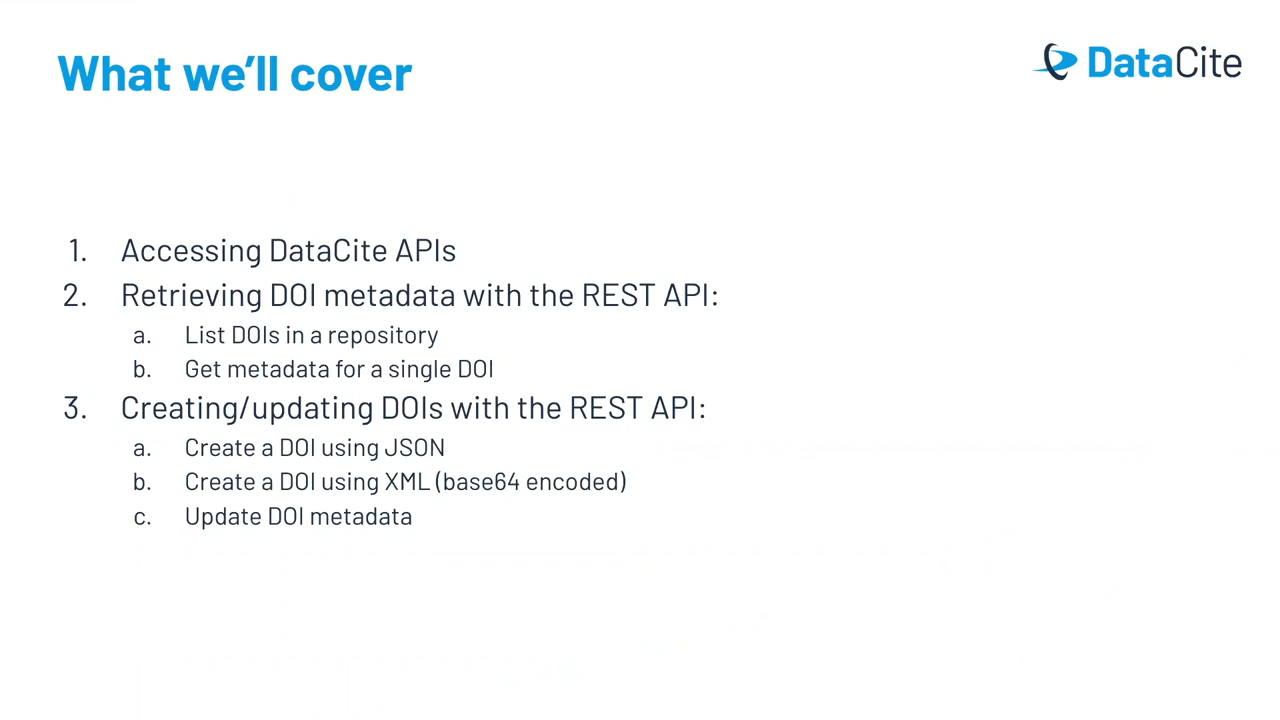 What we'll cover
DataCite
1. Accessing DataCite APIs
2. Retrieving DOI metadata with the REST API:
a. List DOIs in a repository
b. Get metadata for a single DOI
3. Creating/updating DOIs with the REST API:
a. Create a DOI using JSON
b. Create a DOI using XML (base64 encoded)
c. Update DOI metadata